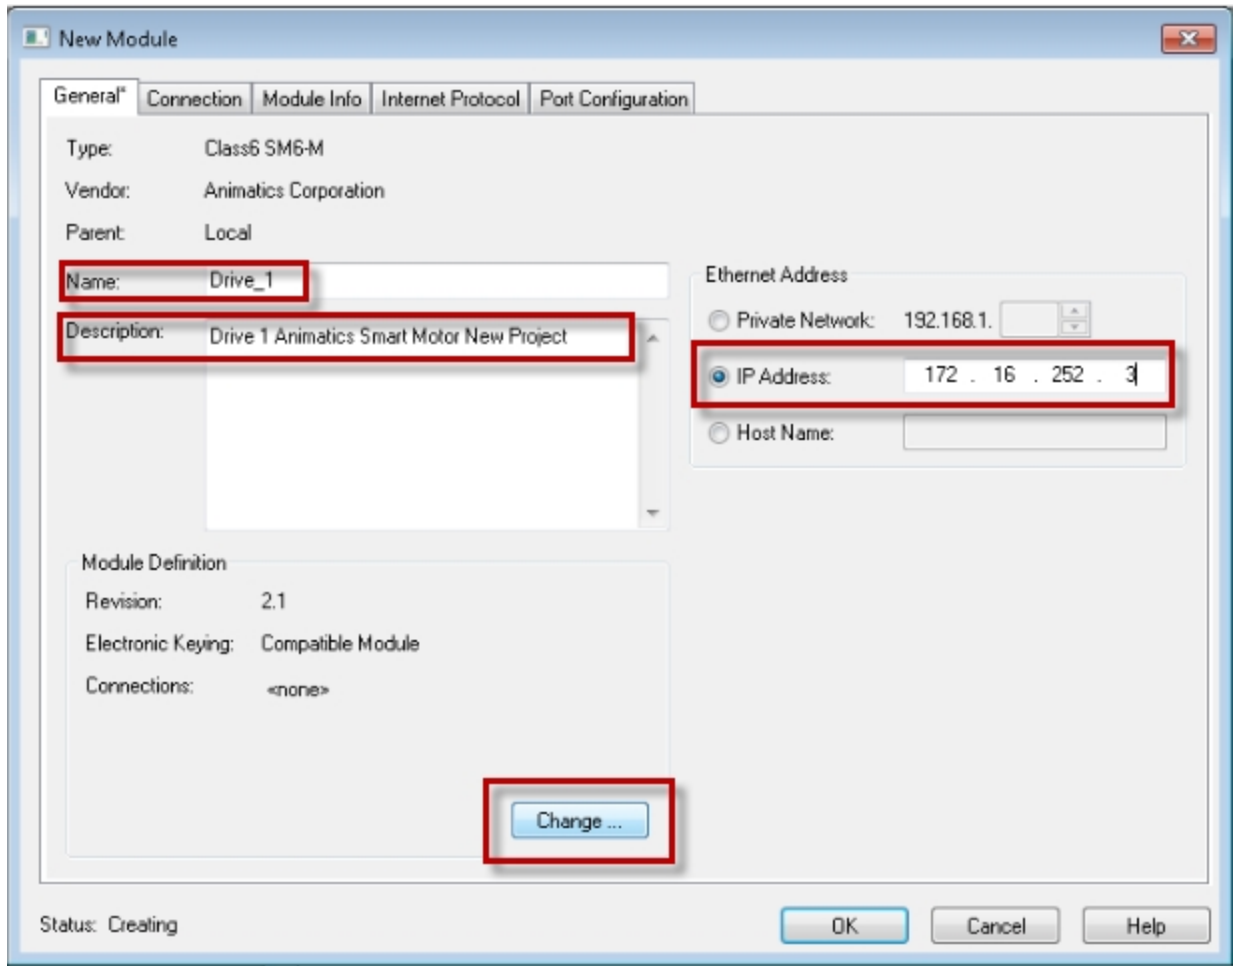 New Module
General* Connection Module Info Internet Protocol Port Configuration
Type: Class6 SM6-M
Vendor: Animatics Corporation
Parent: Local
Name: Drive_1
Description: Drive 1 Animatics Smart Motor New Project
Ethernet Address
Private Network: 192.168.1.
IP Address: 172 . 16 . 252 . 3
Host Name:
Module Definition
Revision: 2.1
Electronic Keying: Compatible Module
Connections: <none>
Change ...
Status: Creating
OK Cancel Help